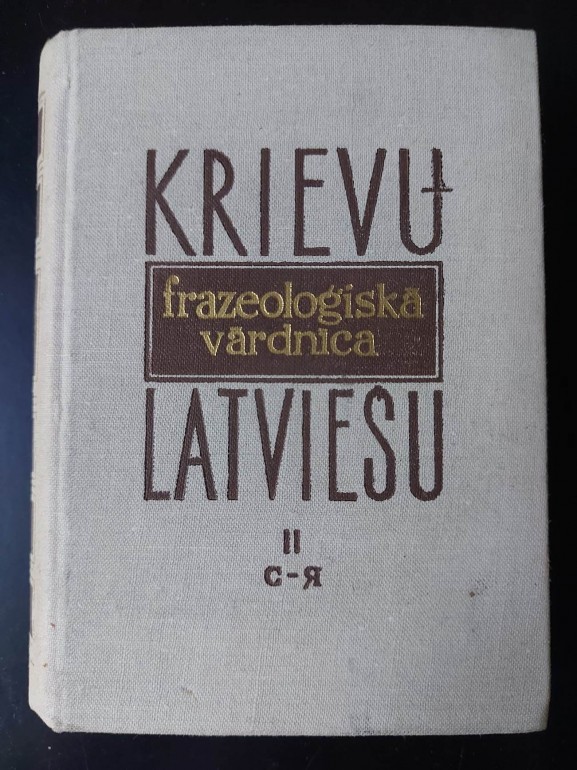 KRIEVU-
frazeoloģiskā
vārdnica
LATVIEŠU
II
С-Я